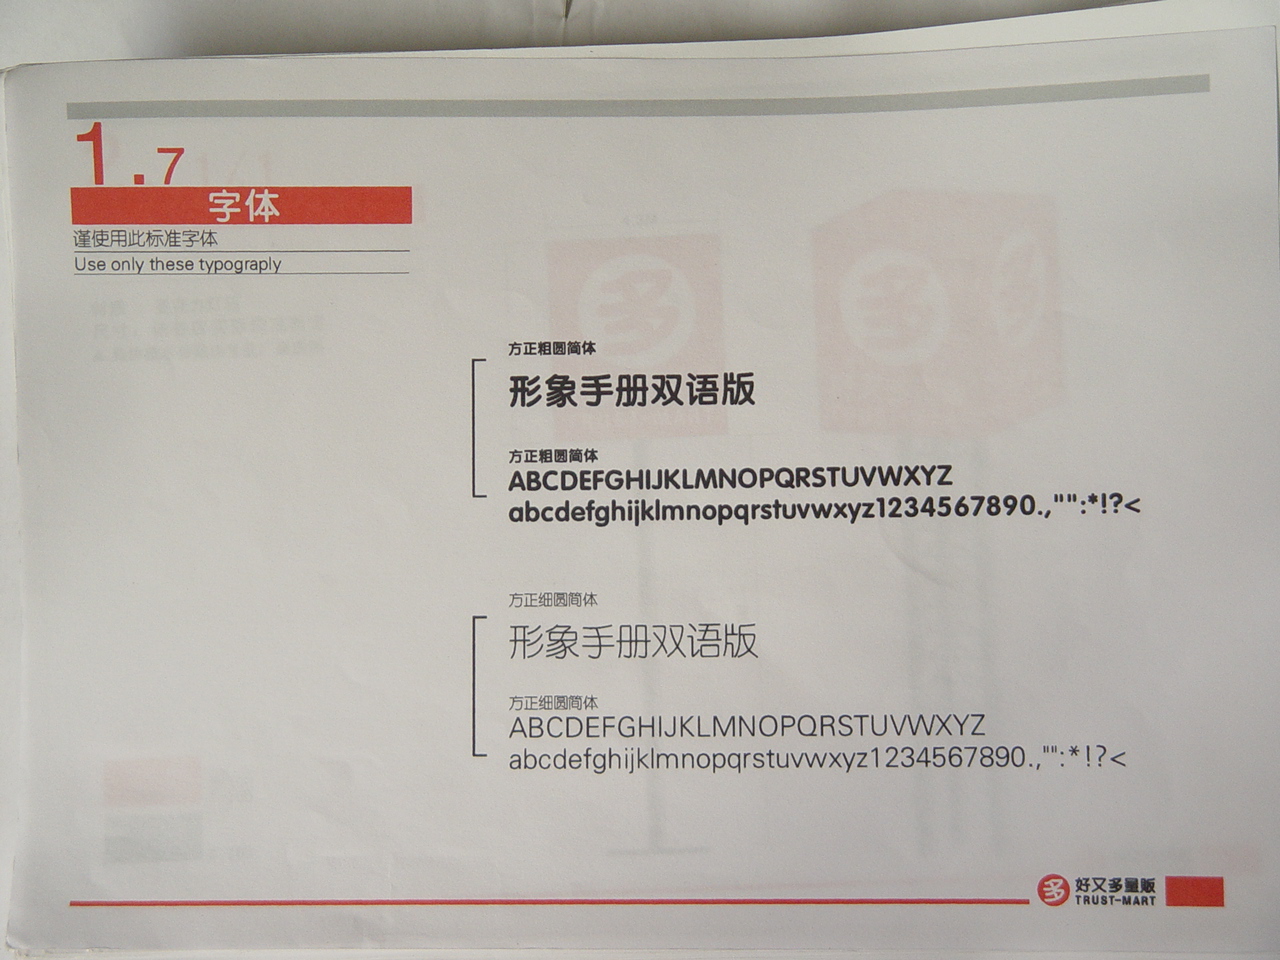 1.7
字体
谨使用此标准字体
Use only these typograply
方正粗圆简体
形象手册双语版
方正粗圆简体
ABCDEFGHIJKLMNOPQRSTUVWXYZ
abcdefghijklmnopqrstuvwxyz1234567890.,"":*!?<
方正细圆简体
形象手册双语版
方正细圆简体
ABCDEFGHIJKLMNOPQRSTUVWXYZ
abcdefghijklmnopqrstuvwxyz1234567890.,"":*!?<
多 好又多量贩
TRUST-MART